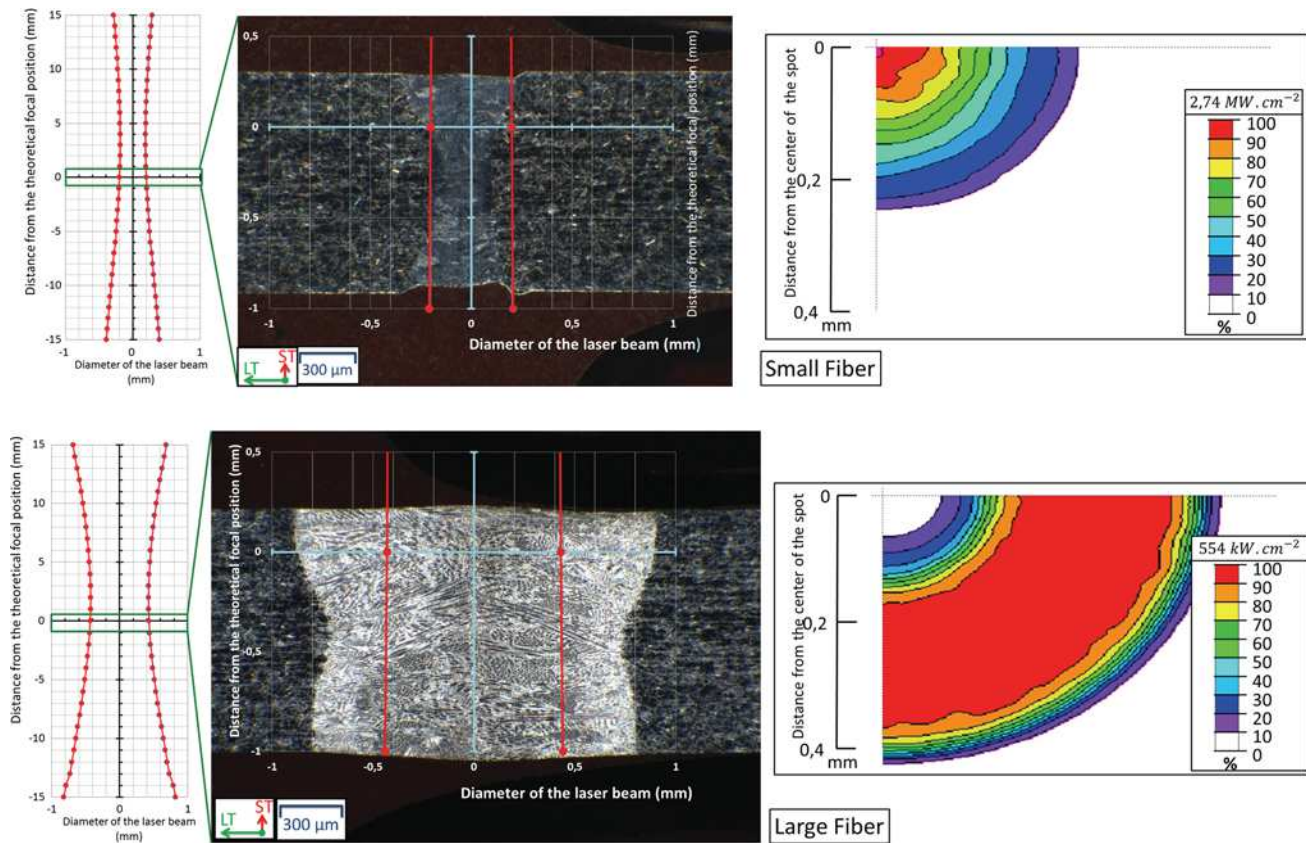 Distance from the theoretical focal position (mm)
15
10
5
0
-5
-10
-15
-1
0
1
Diameter of the laser beam
(mm)
0,5
0
-0,5
-1
-1
-0,5
0
0,5
1
Distance from the theoretical focal position (mm)
Diameter of the laser beam (mm)
ST
LT
300 µm
Distance from the center of the spot
0
0,2
0,4
mm
2,74 MW.cm⁻²
100
90
80
70
60
50
40
30
20
10
0
%
Small Fiber
Distance from the theoretical focal position (mm)
15
10
5
0
-5
-10
-15
-1
0
1
Diameter of the laser beam
(mm)
Distance from the theoretical focal position (mm)
0,5
0
-0,5
-1
-1
-0,5
0
0,5
1
Diameter of the laser beam (mm)
ST
LT
300 µm
Distance from the center of the spot
0
0,2
0,4
mm
554 kW.cm⁻²
100
90
80
70
60
50
40
30
20
10
0
%
Large Fiber